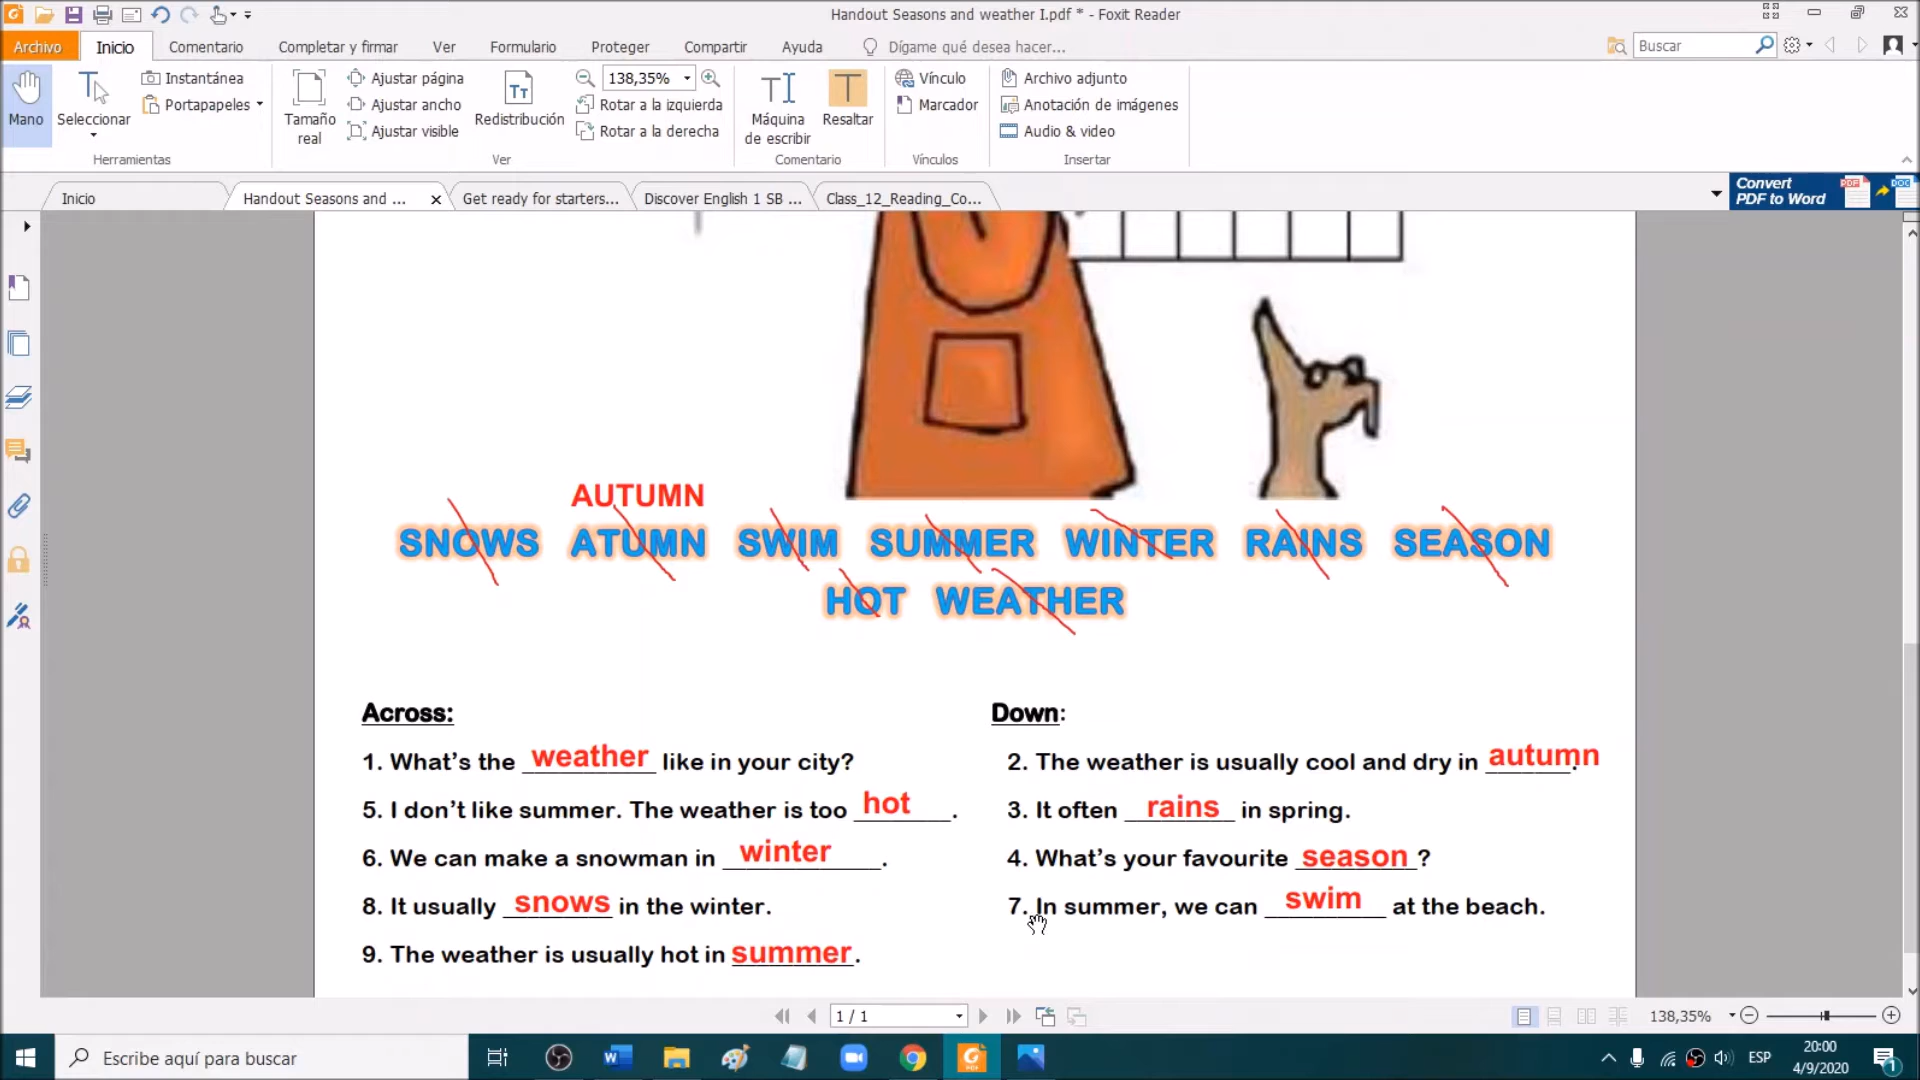 Handout Seasons and weather I.pdf * - Foxit Reader
Archivo Inicio Comentario Completar y firmar Ver Formulario Proteger Compartir Ayuda Dígame qué desea hacer... Buscar
Mano Seleccionar Instantánea Portapapeles Herramientas
Tamaño real Ajustar página Ajustar ancho Ajustar visible Redistribución 138,35% Rotar a la izquierda Rotar a la derecha Ver
Máquina de escribir Resaltar Comentario
Vínculo Marcador Vínculos
Archivo adjunto Anotación de imágenes Audio & video Insertar
Inicio Handout Seasons and ... Get ready for starters... Discover English 1 SB ... Class_12_Reading_Co...
Convert
PDF to Word
AUTUMN
SNOWS ATUMN SWIM SUMMER WINTER RAINS SEASON
HOT WEATHER
Across:
1. What's the weather like in your city?
5. I don't like summer. The weather is too hot.
6. We can make a snowman in winter.
8. It usually snows in the winter.
9. The weather is usually hot in summer.
Down:
2. The weather is usually cool and dry in autumn.
3. It often rains in spring.
4. What's your favourite season?
7. In summer, we can swim at the beach.
1 / 1 138,35%
Escribe aquí para buscar
ESP
20:00
4/9/2020
1